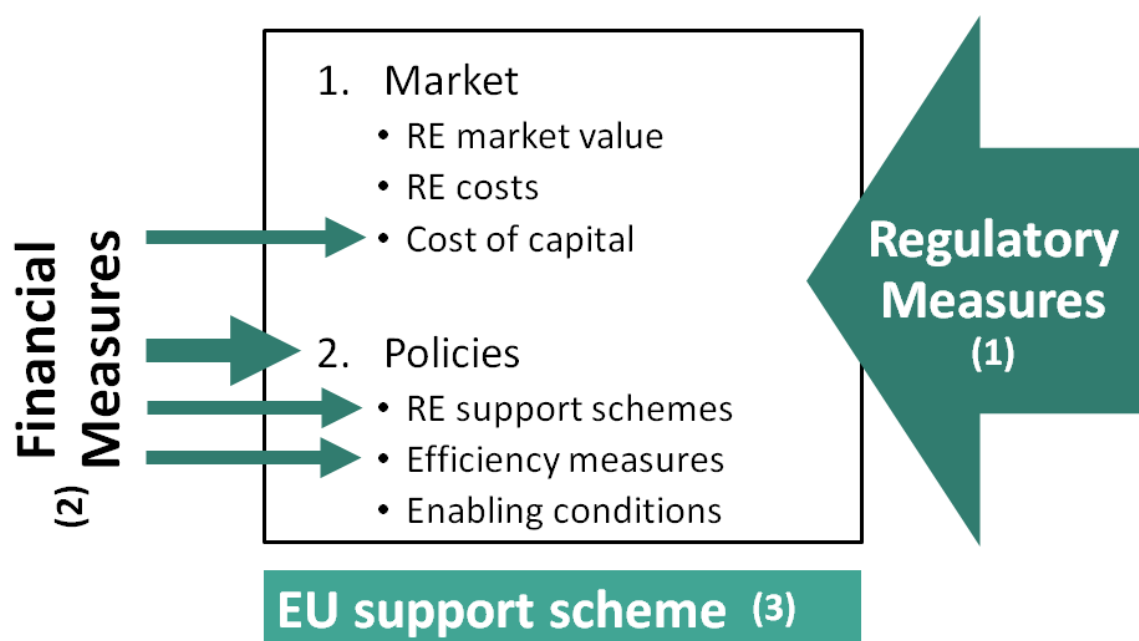 Financial
Measures
(2)
1. Market
• RE market value
• RE costs
• Cost of capital
2. Policies
• RE support schemes
• Efficiency measures
• Enabling conditions
Regulatory
Measures
(1)
EU support scheme (3)